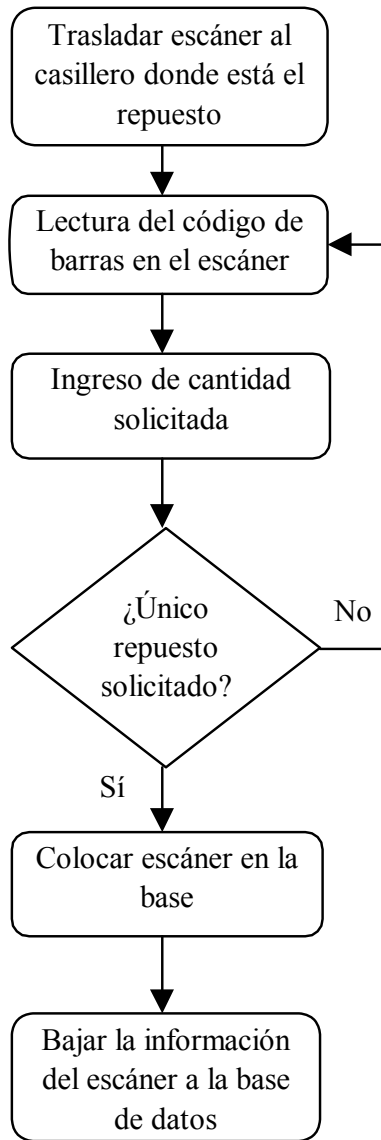 Trasladar escáner al
casillero donde está el
repuesto
Lectura del código de
barras en el escáner
Ingreso de cantidad
solicitada
¿Único
repuesto
solicitado?
No
Sí
Colocar escáner en la
base
Bajar la información
del escáner a la base
de datos